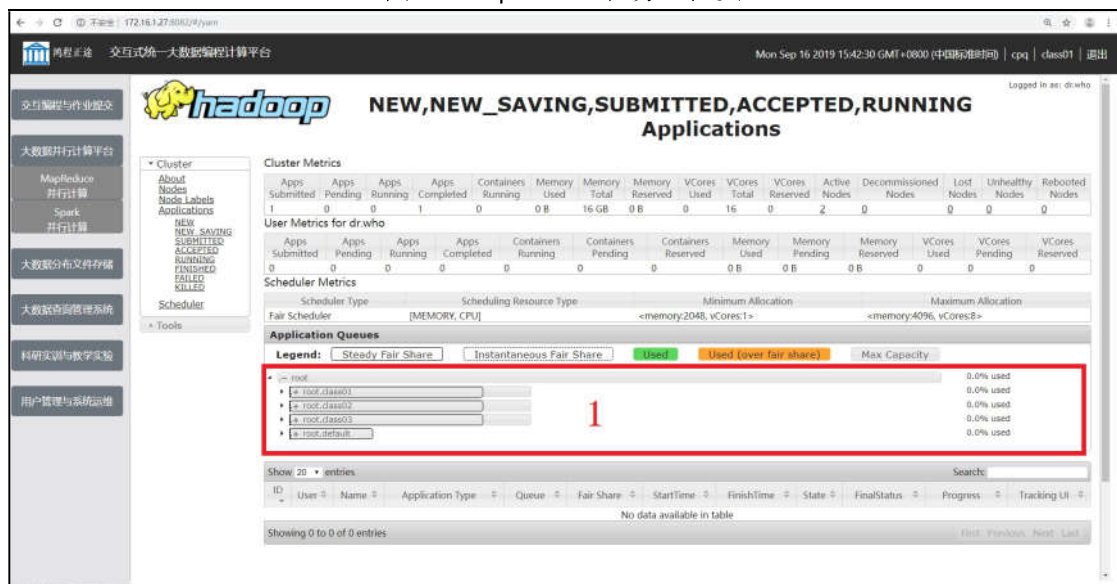 不安全 | 172.16.1.27:8082/#/yarn
鸿程正途 交互式统一大数据编程计算平台
Mon Sep 16 2019 15:42:30 GMT+0800 (中国标准时间) | cpq | class01 | 退出
交互编程与作业提交
大数据并行计算平台
MapReduce
并行计算
Spark
并行计算
大数据分布文件存储
大数据查询管理系统
科研实训与教学实验
用户管理与系统运维
hadoop
Logged in as: dr.who
NEW,NEW_SAVING,SUBMITTED,ACCEPTED,RUNNING
Applications
Cluster
About
Nodes
Node Labels
Applications
NEW
NEW_SAVING
SUBMITTED
ACCEPTED
RUNNING
FINISHED
FAILED
KILLED
Scheduler
Tools
Cluster Metrics
Apps Submitted Apps Pending Apps Running Apps Completed Containers Running Memory Used Memory Total Memory Reserved VCores Used VCores Total VCores Reserved Active Nodes Decommissioned Nodes Lost Nodes Unhealthy Nodes Rebooted Nodes
1 0 0 1 0 0 B 16 GB 0 B 0 16 0 2 0 0 0 0
User Metrics for dr.who
Apps Submitted Apps Pending Apps Running Apps Completed Containers Running Containers Pending Containers Reserved Memory Used Memory Pending Memory Reserved VCores Used VCores Pending VCores Reserved
0 0 0 0 0 0 0 0 B 0 B 0 B 0 0 0
Scheduler Metrics
Scheduler Type Scheduling Resource Type Minimum Allocation Maximum Allocation
Fair Scheduler [MEMORY, CPU] <memory:2048, vCores:1> <memory:4096, vCores:8>
Application Queues
Legend: Steady Fair Share Instantaneous Fair Share Used Used (over fair share) Max Capacity
root 0.0% used
root.class01 0.0% used
root.class02 0.0% used
root.class03 0.0% used
root.default 0.0% used
1
Show 20 entries Search:
ID User Name Application Type Queue Fair Share StartTime FinishTime State FinalStatus Progress Tracking UI
No data available in table
Showing 0 to 0 of 0 entries First Previous Next Last